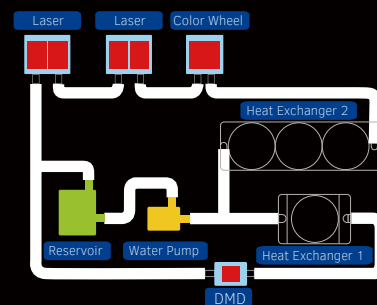 Laser
Laser
Color Wheel
Heat Exchanger 2
Reservoir
Water Pump
Heat Exchanger 1
DMD